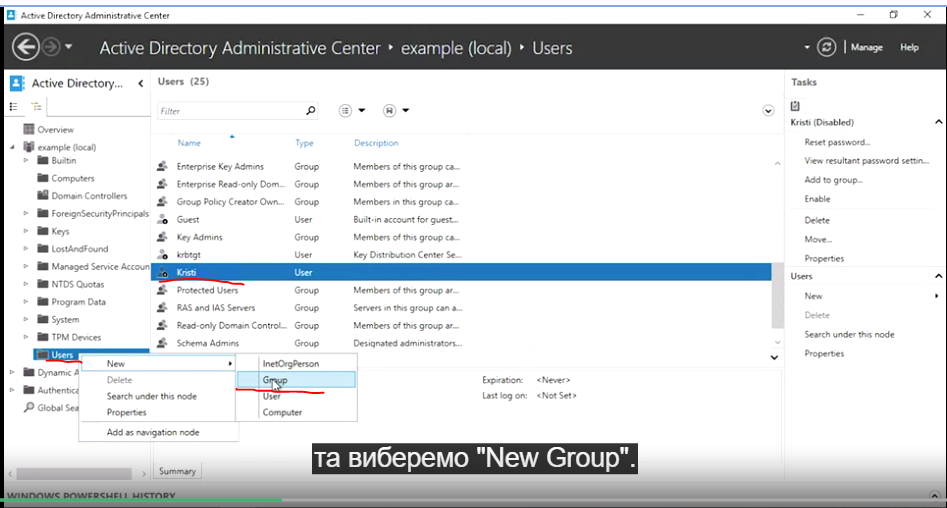 Active Directory Administrative Center
Active Directory Administrative Center • example (local) • Users
Manage
Help
Active Directory...
Overview
example (local)
Builtin
Computers
Domain Controllers
ForeignSecurityPrincipals
Keys
LostAndFound
Managed Service Accoun
NTDS Quotas
Program Data
System
TPM Devices
Users
Dynamic A
Authentica
Global Sea
Users (25)
Filter
Name Type Description
Enterprise Key Admins Group Members of this group ca...
Enterprise Read-only Dom... Group Members of this group ar...
Group Policy Creator Own... Group Members in this group ca...
Guest User Built-in account for guest...
Key Admins Group Members of this group ca...
krbtgt User Key Distribution Center Se...
Kristi User
Protected Users Group Members of this group ar...
RAS and IAS Servers Group Servers in this group can a...
Read-only Domain Control... Group Members of this group ar...
Schema Admins Group Designated administrators...
New
Delete
Search under this node
Properties
Add as navigation node
InetOrgPerson
Group
User
Computer
Expiration: <Never>
Last log on: <Not Set>
Summary
Tasks
Kristi (Disabled)
Reset password...
View resultant password settin...
Add to group...
Enable
Delete
Move...
Properties
Users
New
Delete
Search under this node
Properties
та виберемо "New Group".
WINDOWS POWERSHELL HISTORY